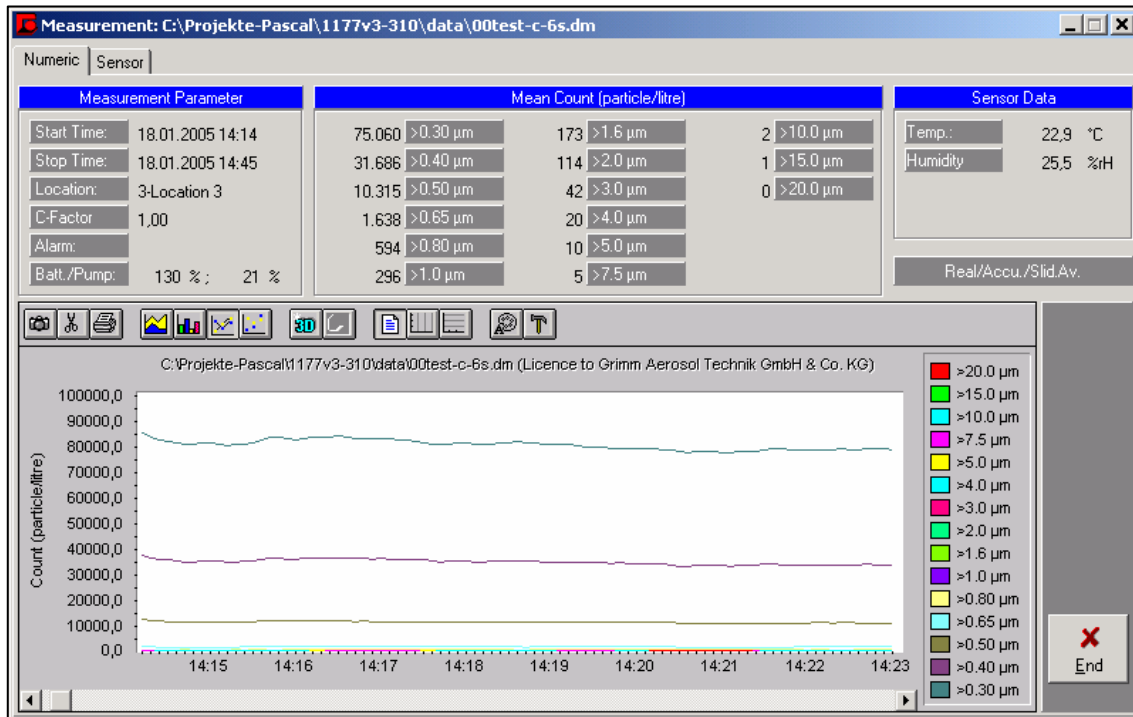 Measurement: C:\Projekte-Pascal\1177v3-310\data\00test-c-6s.dm
Numeric
Sensor
Measurement Parameter
Start Time: 18.01.2005 14:14
Stop Time: 18.01.2005 14:45
Location: 3-Location 3
C-Factor 1,00
Alarm:
Batt./Pump: 130 % ; 21 %
Mean Count (particle/litre)
75.060 >0.30 µm 173 >1.6 µm 2 >10.0 µm
31.686 >0.40 µm 114 >2.0 µm 1 >15.0 µm
10.315 >0.50 µm 42 >3.0 µm 0 >20.0 µm
1.638 >0.65 µm 20 >4.0 µm
594 >0.80 µm 10 >5.0 µm
296 >1.0 µm 5 >7.5 µm
Sensor Data
Temp.: 22,9 °C
Humidity 25,5 %rH
Real/Accu./Slid.Av.
3D
C:\Projekte-Pascal\1177v3-310\data\00test-c-6s.dm (Licence to Grimm Aerosol Technik GmbH & Co. KG)
Count (particle/litre)
100000,0
90000,0
80000,0
70000,0
60000,0
50000,0
40000,0
30000,0
20000,0
10000,0
0,0
14:15 14:16 14:17 14:18 14:19 14:20 14:21 14:22 14:23
>20.0 µm
>15.0 µm
>10.0 µm
>7.5 µm
>5.0 µm
>4.0 µm
>3.0 µm
>2.0 µm
>1.6 µm
>1.0 µm
>0.80 µm
>0.65 µm
>0.50 µm
>0.40 µm
>0.30 µm
End